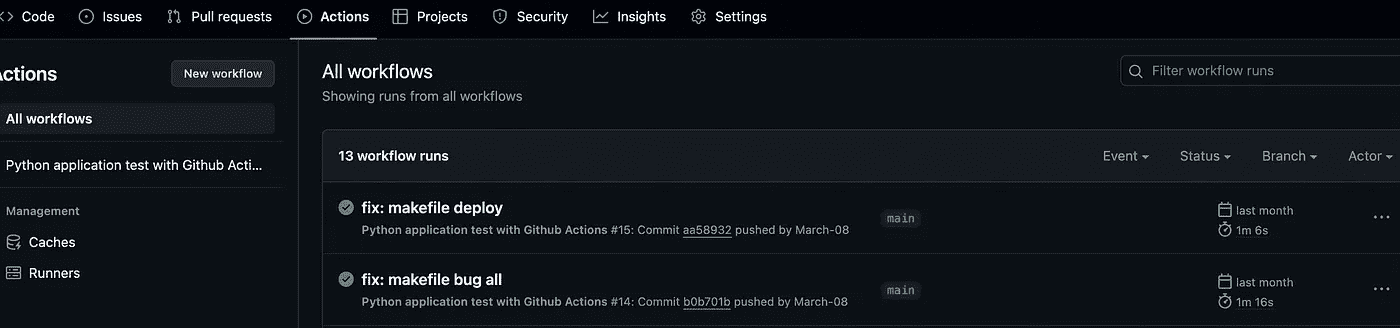 Code Issues Pull requests Actions Projects Security Insights Settings
Actions New workflow
All workflows
Python application test with Github Acti...
Management
Caches
Runners
All workflows
Showing runs from all workflows
Filter workflow runs
13 workflow runs Event Status Branch Actor
fix: makefile deploy
Python application test with Github Actions #15: Commit aa58932 pushed by March-08
main
last month
1m 6s
fix: makefile bug all
Python application test with Github Actions #14: Commit b0b701b pushed by March-08
main
last month
1m 16s